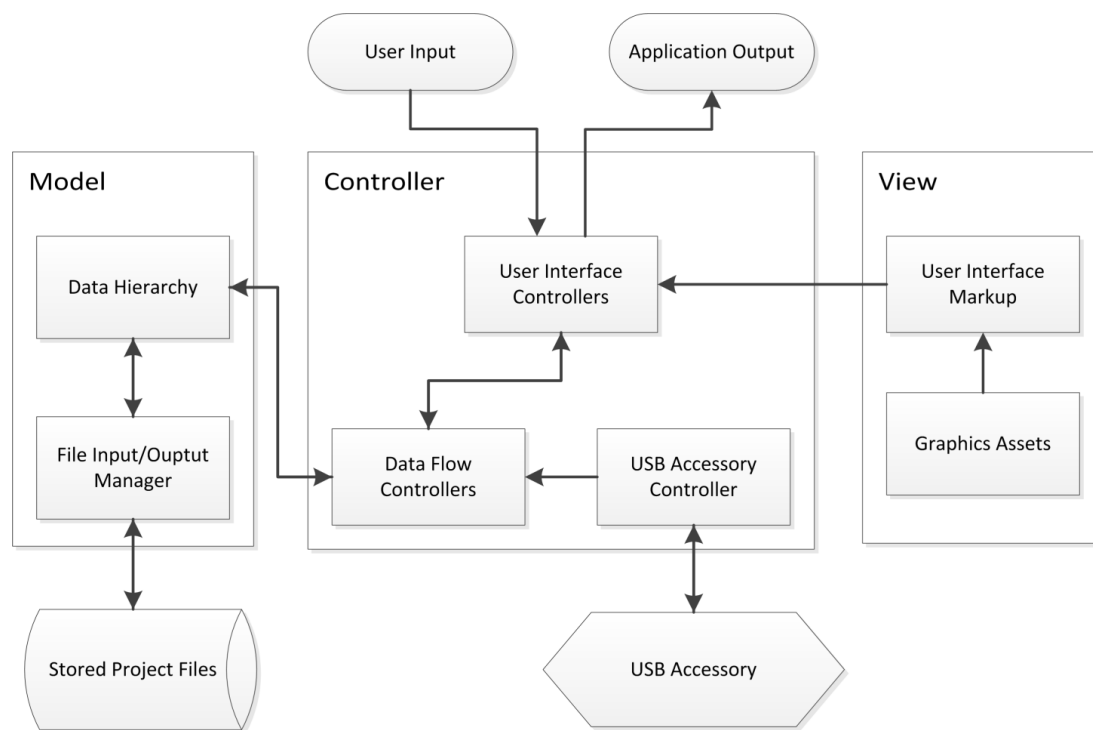 User Input
Application Output
Model
Controller
View
Data Hierarchy
User Interface
Controllers
User Interface
Markup
File Input/Ouptut
Manager
Data Flow
Controllers
USB Accessory
Controller
Graphics Assets
Stored Project Files
USB Accessory